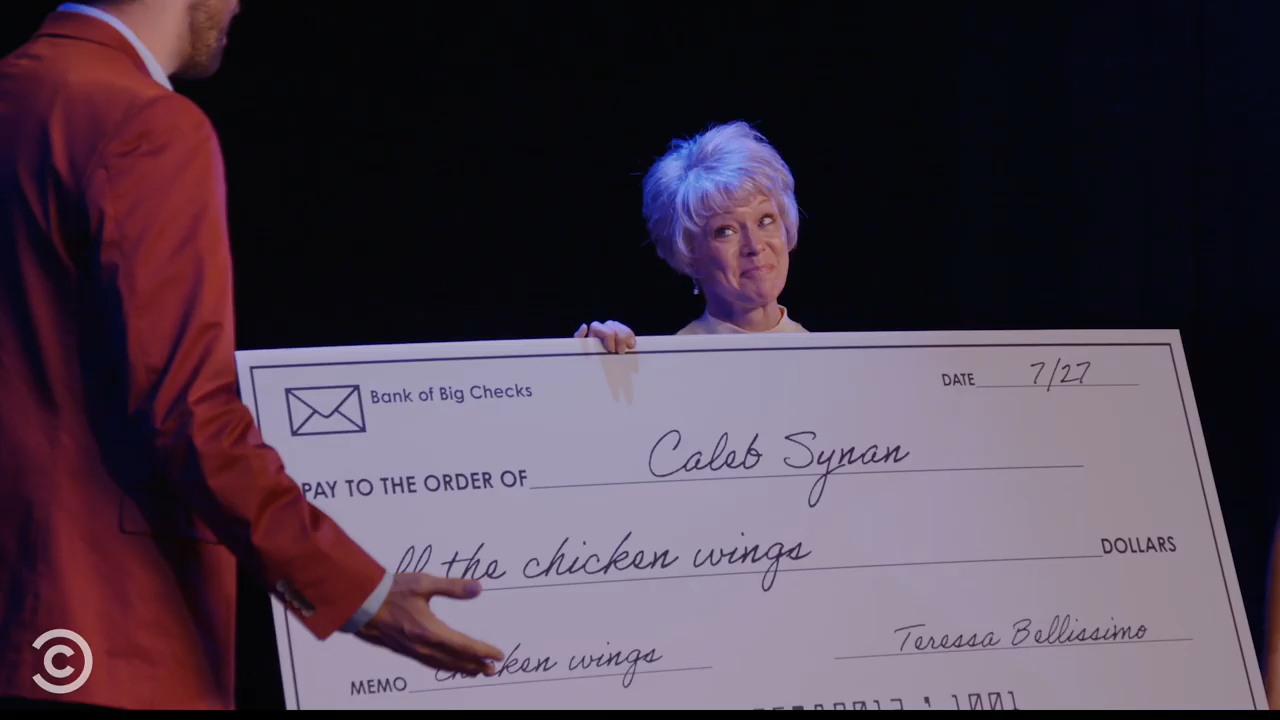 Bank of Big Checks
DATE 7/27
PAY TO THE ORDER OF Caleb Synan
the chicken wings DOLLARS
MEMO chicken wings
Teressa Bellissimo
1001